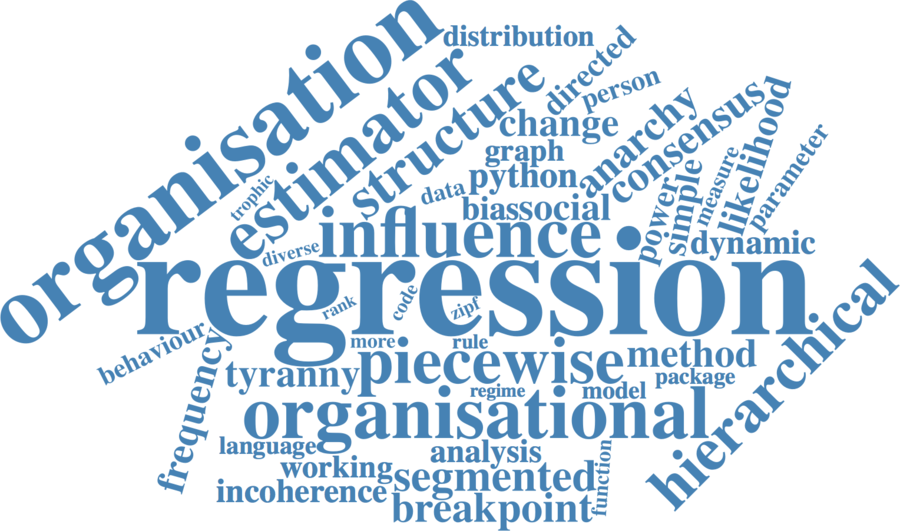 organisation
distribution
estimator
structure
directed
person
change
anarchy
consensus
likelihood
parameter
graph
python
data
trophic
biassocial
power
simple
measure
influence
diverse
dynamic
regression
rank
code
zipf
behaviour
more
rule
frequency
tyranny
piecewise
method
hierarchical
package
regime
model
organisational
language
analysis
function
working
segmented
incoherence
breakpoint